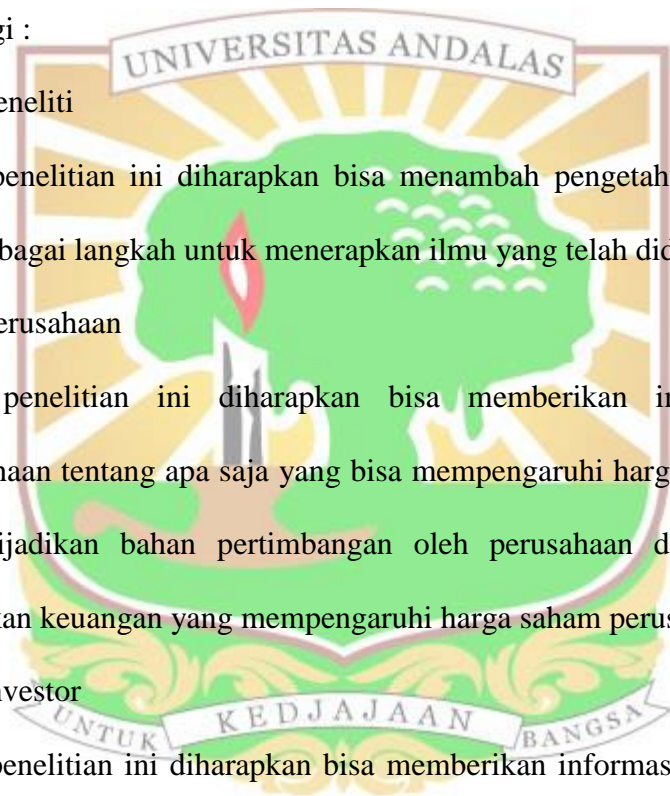 gi :
UNIVERSITAS ANDALAS
eneliti
penelitian ini diharapkan bisa menambah pengetah
bagai langkah untuk menerapkan ilmu yang telah did
erusahaan
penelitian ini diharapkan bisa memberikan in
naan tentang apa saja yang bisa mempengaruhi harg
ijadikan bahan pertimbangan oleh perusahaan d
kan keuangan yang mempengaruhi harga saham perus
nvestor
UNTUK KEDJAJAAN BANGSA
penelitian ini diharapkan bisa memberikan informas